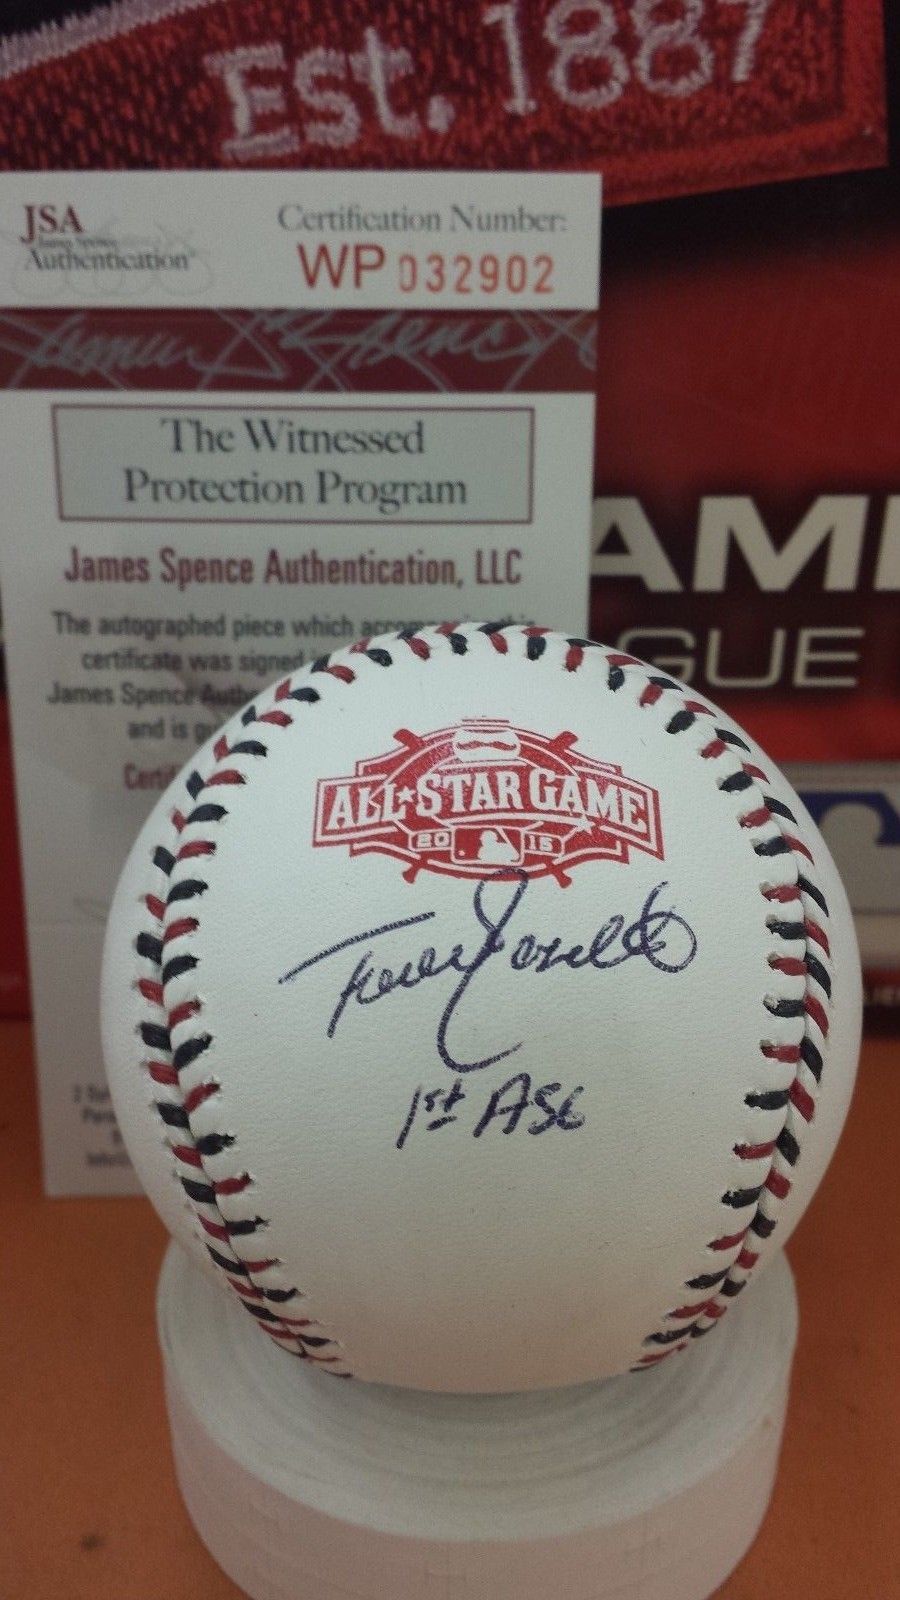 Est. 1887
JSA
James Spence
Authentication
Certification Number:
WP 032902
The Witnessed
Protection Program
James Spence Authentication, LLC
The autographed piece which
certificate was signed
James Spence
and is
AM
GUE
ALL★STAR GAME
20 15
1st ASG